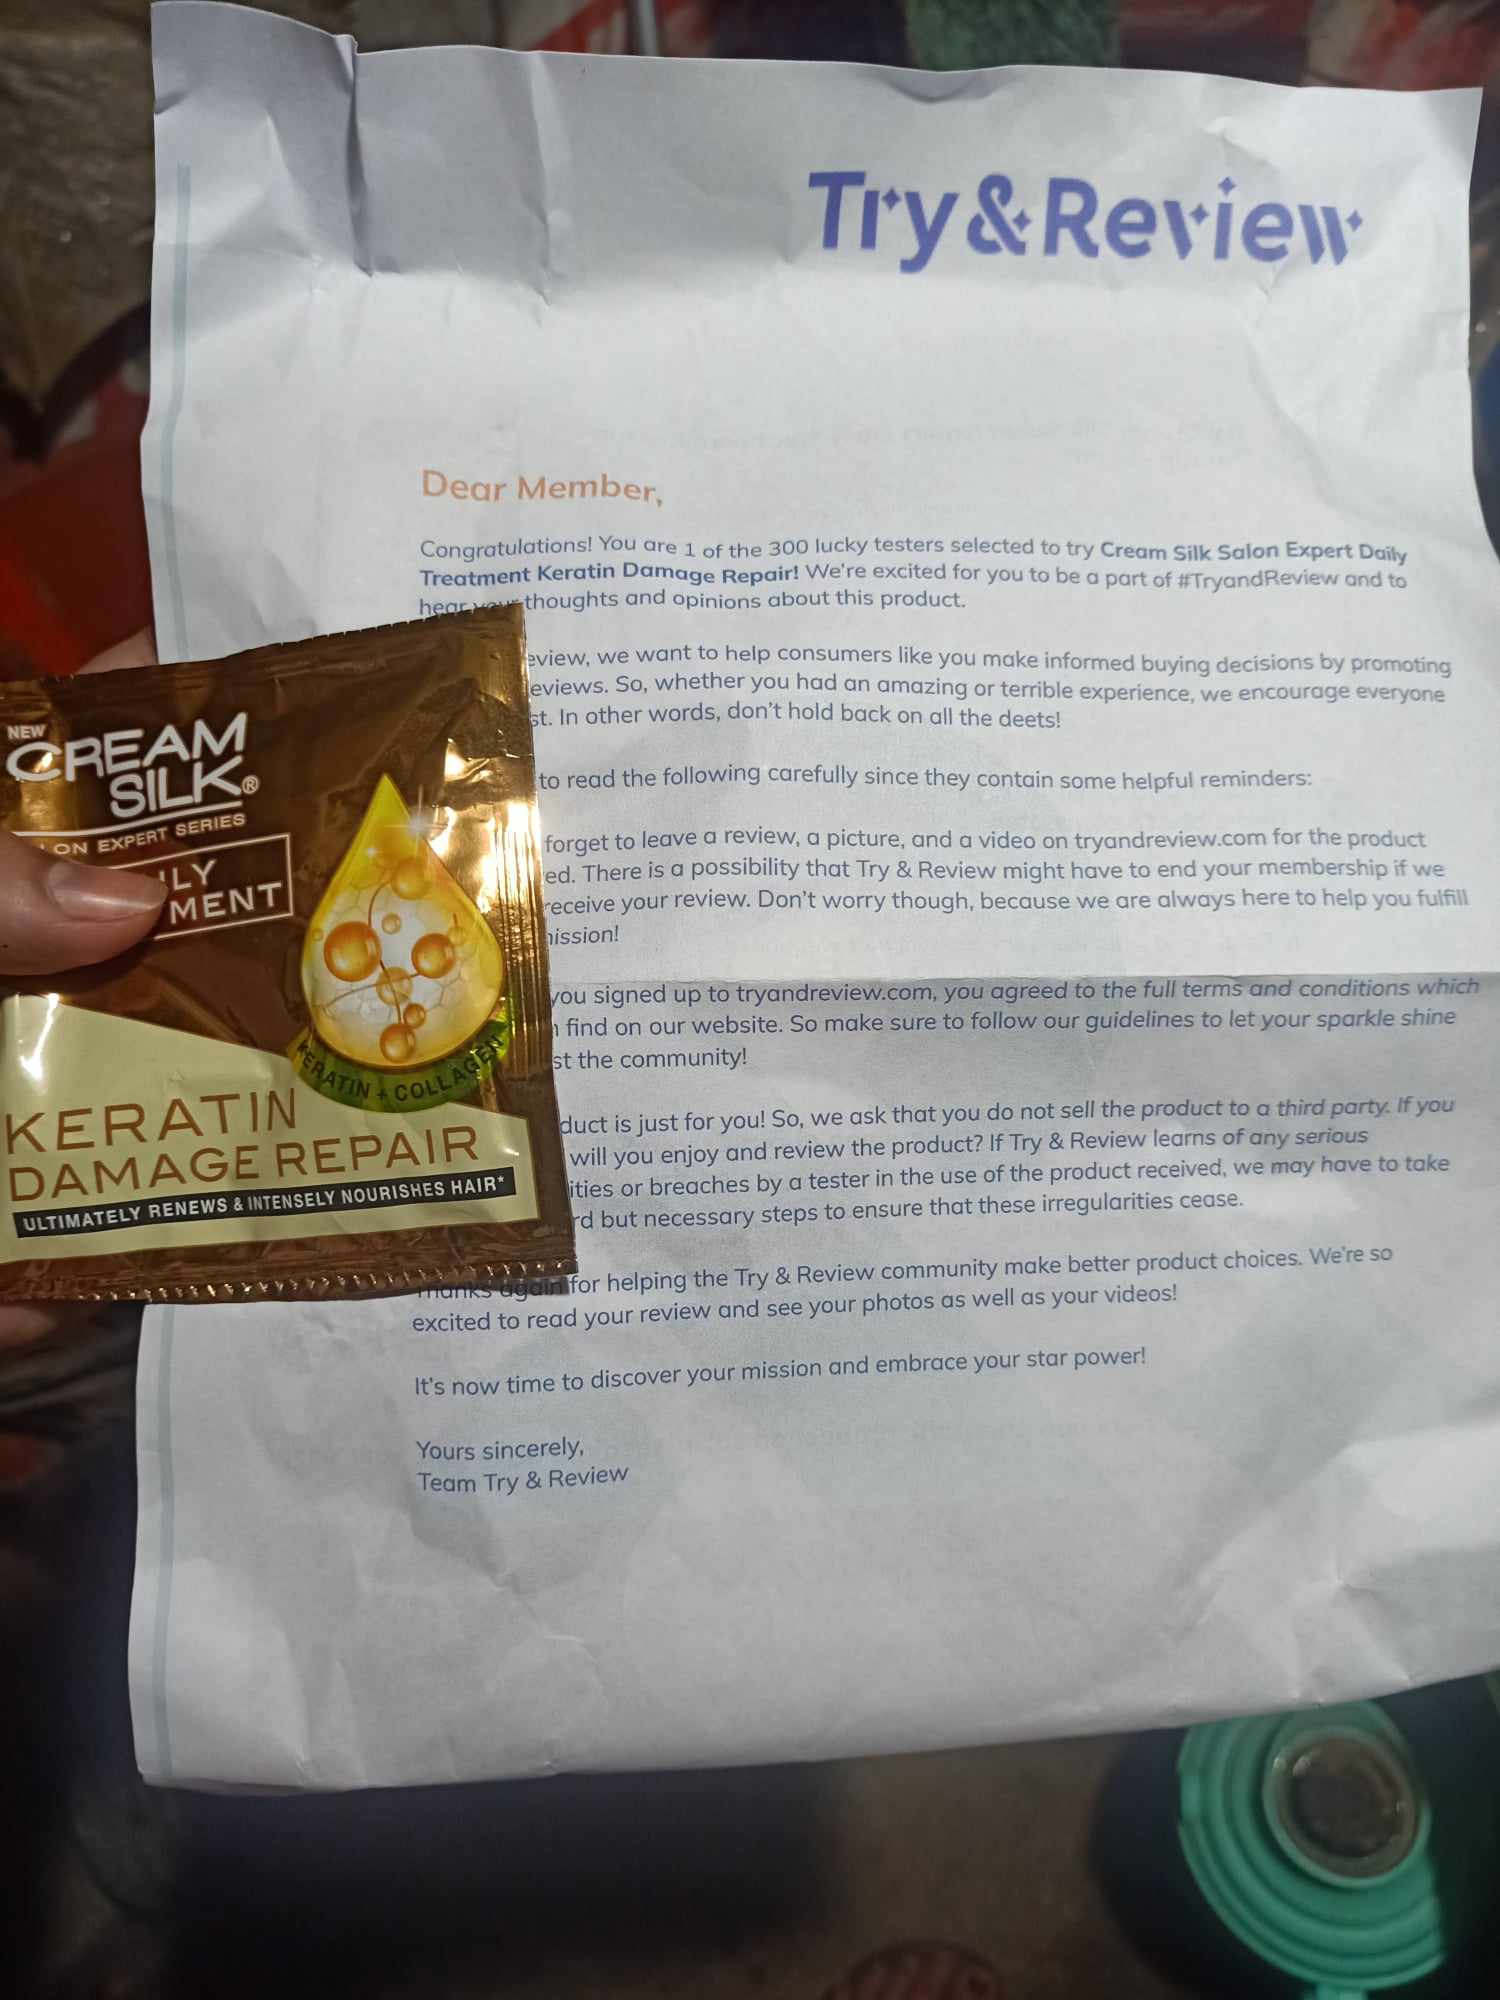 Try&Review
Dear Member,
Congratulations! You are 1 of the 300 lucky testers selected to try Cream Silk Salon Expert Daily
Treatment Keratin Damage Repair! We're excited for you to be a part of #TryandReview and to
hear your thoughts and opinions about this product.
eview, we want to help consumers like you make informed buying decisions by promoting
eviews. So, whether you had an amazing or terrible experience, we encourage everyone
st. In other words, don't hold back on all the deets!
to read the following carefully since they contain some helpful reminders:
forget to leave a review, a picture, and a video on tryandreview.com for the product
ed. There is a possibility that Try & Review might have to end your membership if we
receive your review. Don't worry though, because we are always here to help you fulfill
ission!
you signed up to tryandreview.com, you agreed to the full terms and conditions which
find on our website. So make sure to follow our guidelines to let your sparkle shine
st the community!
duct is just for you! So, we ask that you do not sell the product to a third party. If you
will you enjoy and review the product? If Try & Review learns of any serious
ities or breaches by a tester in the use of the product received, we may have to take
rd but necessary steps to ensure that these irregularities cease.
Thanks again for helping the Try & Review community make better product choices. We're so
excited to read your review and see your photos as well as your videos!
It's now time to discover your mission and embrace your star power!
Yours sincerely,
Team Try & Review
NEW
CREAM
SILK®
ON EXPERT SERIES
LY
MENT
KERATIN + COLLAGEN
KERATIN
DAMAGE REPAIR
ULTIMATELY RENEWS & INTENSELY NOURISHES HAIR*